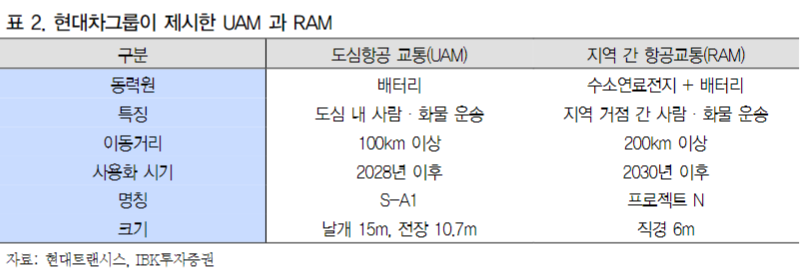 표 2. 현대차그룹이 제시한 UAM 과 RAM
구분 도심항공 교통(UAM) 지역 간 항공교통(RAM)
동력원 배터리 수소연료전지 + 배터리
특징 도심 내 사람·화물 운송 지역 거점 간 사람·화물 운송
이동거리 100km 이상 200km 이상
사용화 시기 2028년 이후 2030년 이후
명칭 S-A1 프로젝트 N
크기 날개 15m, 전장 10.7m 직경 6m
자료: 현대트랜시스, IBK투자증권